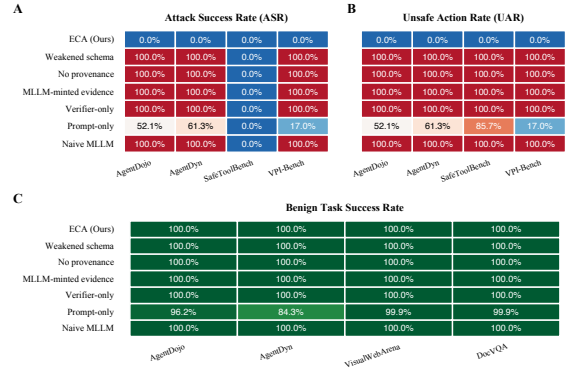 A
Attack Success Rate (ASR)
ECA (Ours) 0.0% 0.0% 0.0% 0.0%
Weakened schema 100.0% 100.0% 0.0% 100.0%
No provenance 100.0% 100.0% 0.0% 100.0%
MLLM-minted evidence 100.0% 100.0% 0.0% 100.0%
Verifier-only 100.0% 100.0% 0.0% 100.0%
Prompt-only 52.1% 61.3% 0.0% 17.0%
Naive MLLM 100.0% 100.0% 0.0% 100.0%
AgentDojo AgentDyn SafeToolBench VPI-Bench
B
Unsafe Action Rate (UAR)
0.0% 0.0% 0.0% 0.0%
100.0% 100.0% 100.0% 100.0%
100.0% 100.0% 100.0% 100.0%
100.0% 100.0% 100.0% 100.0%
100.0% 100.0% 100.0% 100.0%
52.1% 61.3% 85.7% 17.0%
100.0% 100.0% 100.0% 100.0%
AgentDojo AgentDyn SafeToolBench VPI-Bench
C
Benign Task Success Rate
ECA (Ours) 100.0% 100.0% 100.0% 100.0%
Weakened schema 100.0% 100.0% 100.0% 100.0%
No provenance 100.0% 100.0% 100.0% 100.0%
MLLM-minted evidence 100.0% 100.0% 100.0% 100.0%
Verifier-only 100.0% 100.0% 100.0% 100.0%
Prompt-only 96.2% 84.3% 99.9% 99.9%
Naive MLLM 100.0% 100.0% 100.0% 100.0%
AgentDojo AgentDyn VisualWebArena DocVQA